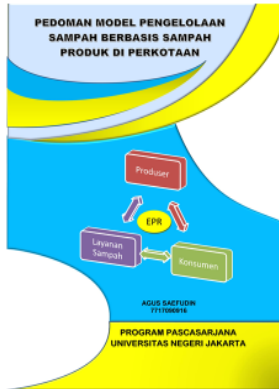 PEDOMAN MODEL PENGELOLAAN
SAMPAH BERBASIS SAMPAH
PRODUK DI PERKOTAAN
Produser
EPR
Layanan
Sampah
Konsumen
AGUS SAEFUDIN
7717090916
PROGRAM PASCASARJANA
UNIVERSITAS NEGERI JAKARTA